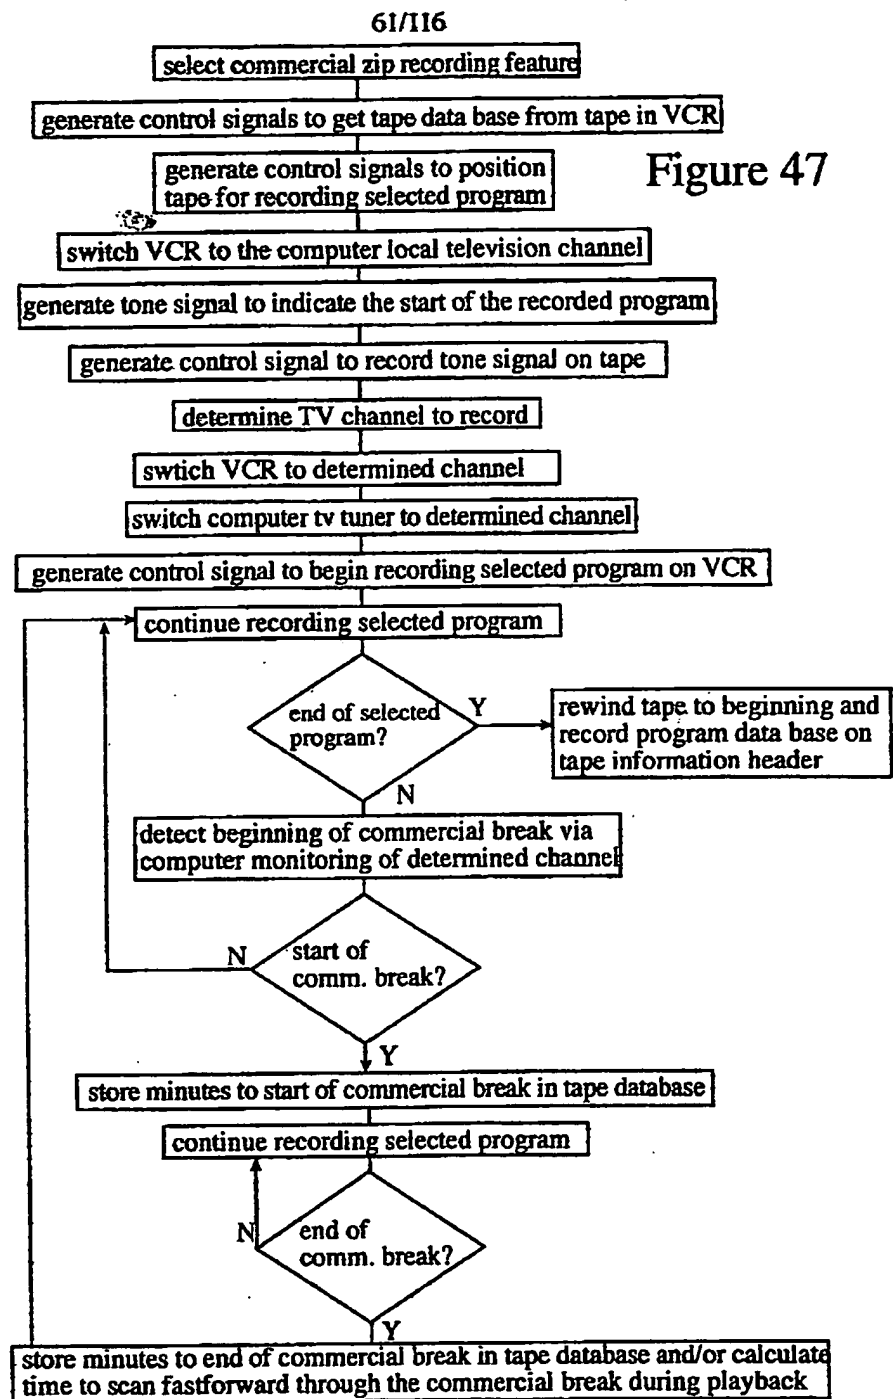 61/116
select commercial zip recording feature
generate control signals to get tape data base from tape in VCR
Figure 47
generate control signals to position
tape for recording selected program
switch VCR to the computer local television channel
generate tone signal to indicate the start of the recorded program
generate control signal to record tone signal on tape
determine TV channel to record
swtich VCR to determined channel
switch computer tv tuner to determined channel
generate control signal to begin recording selected program on VCR
continue recording selected program
end of selected
program?
Y
rewind tape to beginning and
record program data base on
tape information header
N
detect beginning of commercial break via
computer monitoring of determined channel
N
start of
comm. break?
Y
store minutes to start of commercial break in tape database
continue recording selected program
N
end of
comm. break?
Y
store minutes to end of commercial break in tape database and/or calculate
time to scan fastforward through the commercial break during playback